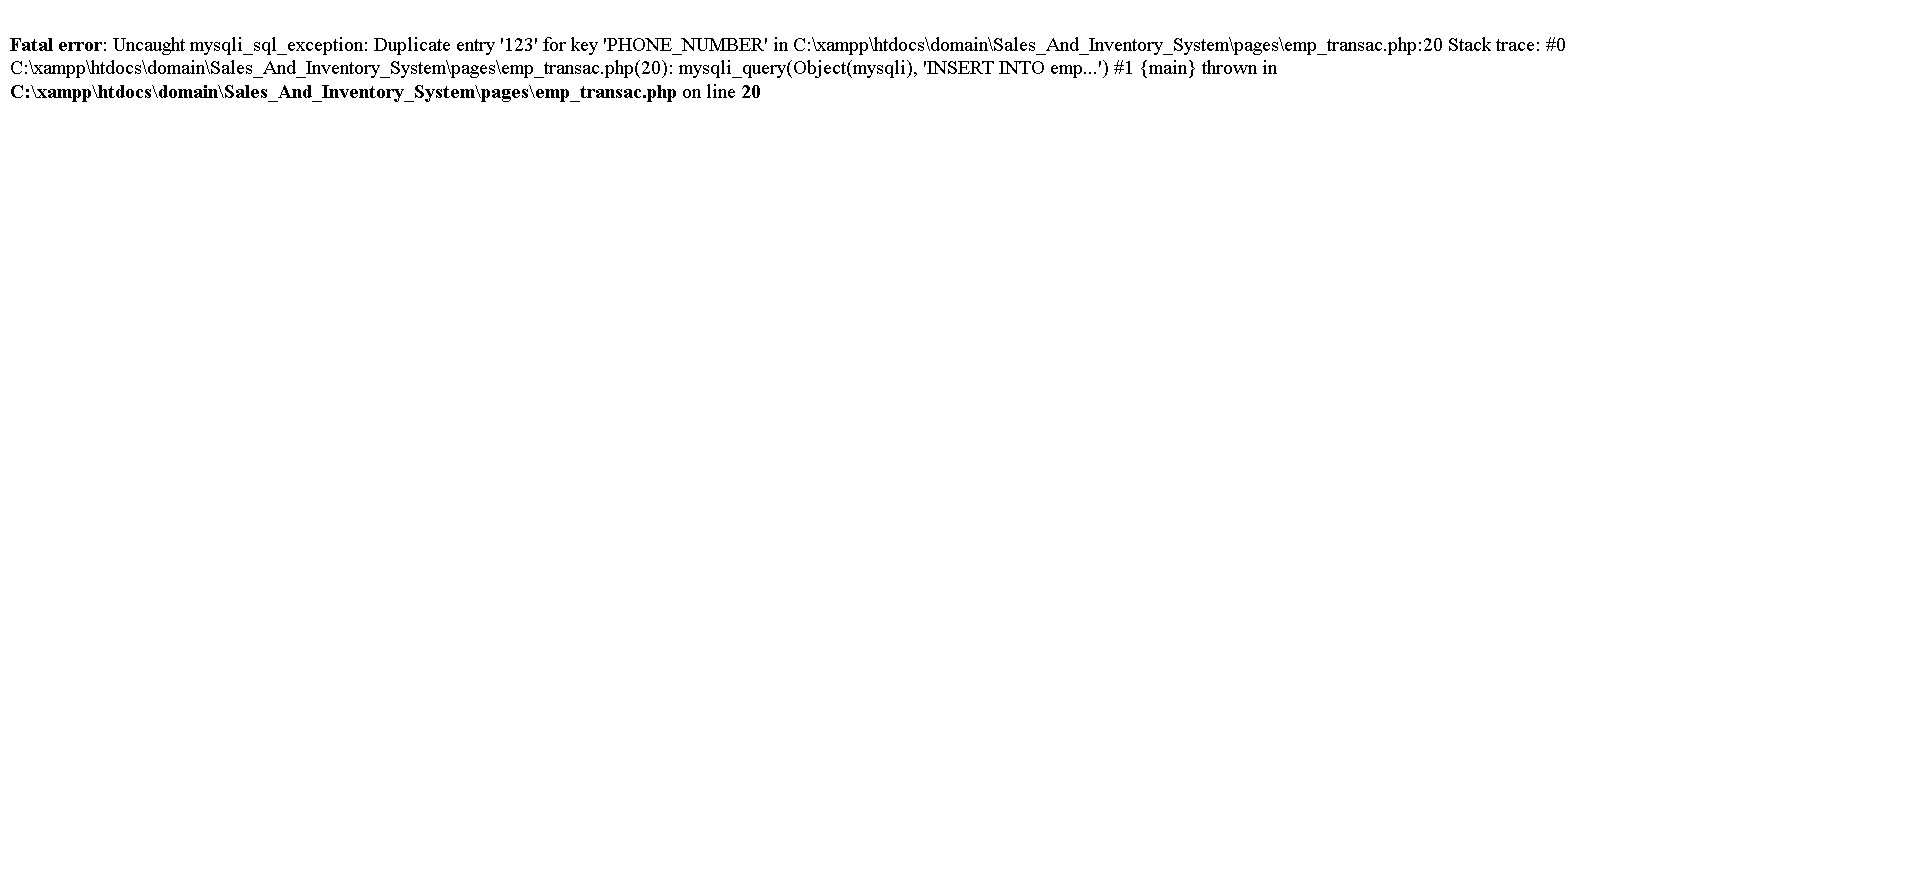 Fatal error: Uncaught mysqli_sql_exception: Duplicate entry '123' for key 'PHONE_NUMBER' in C:\xampp\htdocs\domain\Sales_And_Inventory_System\pages\emp_transac.php:20 Stack trace: #0
C:\xampp\htdocs\domain\Sales_And_Inventory_System\pages\emp_transac.php(20): mysqli_query(Object(mysqli), 'INSERT INTO emp...') #1 {main} thrown in
C:\xampp\htdocs\domain\Sales_And_Inventory_System\pages\emp_transac.php on line 20